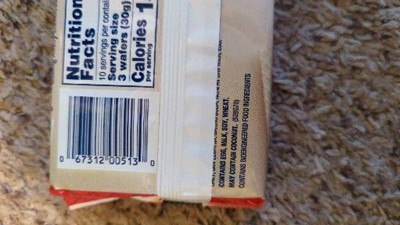 Nutrition
Facts
10 servings per contai
Serving size
3 wafers (30g)
Calories 1
per serving
0 67312 00513 0
CONTAINS EGG, MILK, SOY, WHEAT.
MAY CONTAIN COCONUT.
CONTAINS BIOENGINEERED FOOD INGREDIENTS